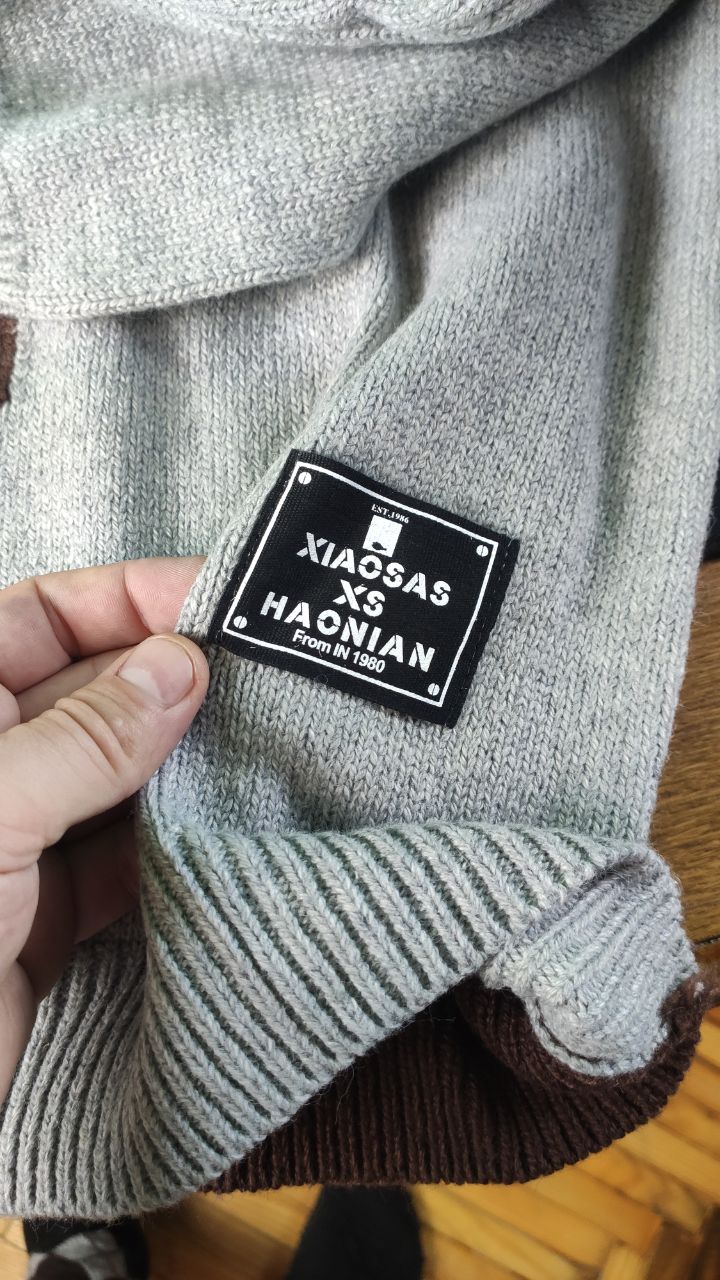 EST.1986
XIAOSAS
XS
HAONIAN
From IN 1980